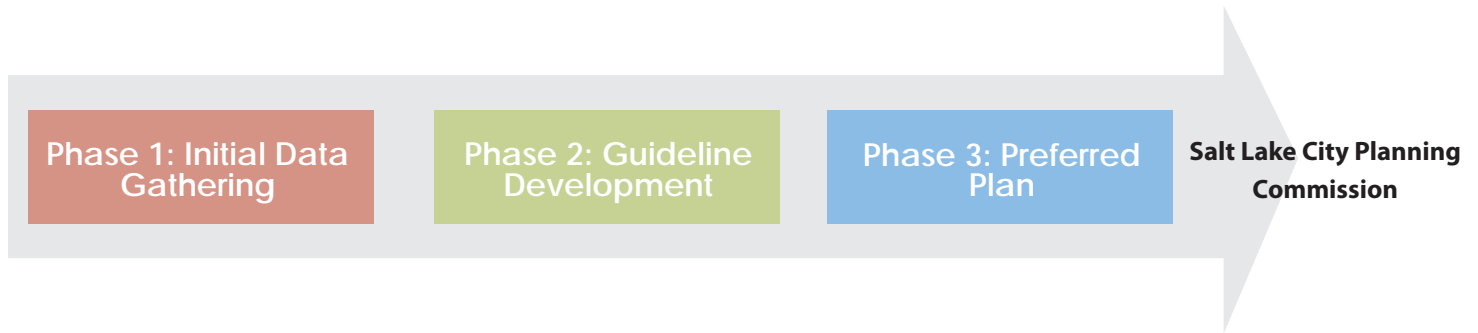 Phase 1: Initial Data
Gathering
Phase 2: Guideline
Development
Phase 3: Preferred
Plan
Salt Lake City Planning
Commission